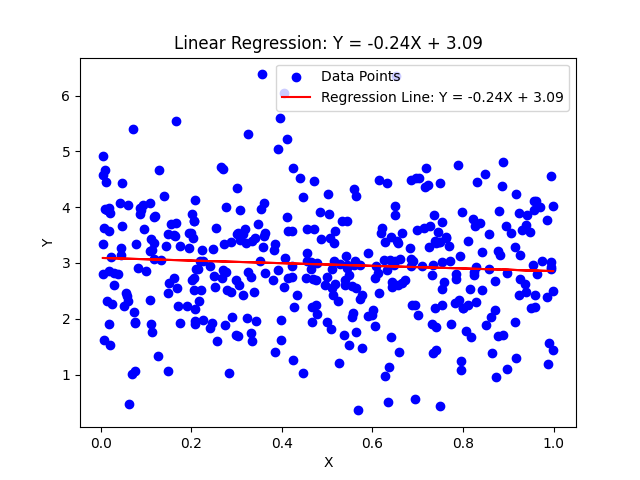 Linear Regression: Y = -0.24X + 3.09
Data Points
Regression Line: Y = -0.24X + 3.09
6
5
4
3
2
1
Y
0.0 0.2 0.4 0.6 0.8 1.0
X